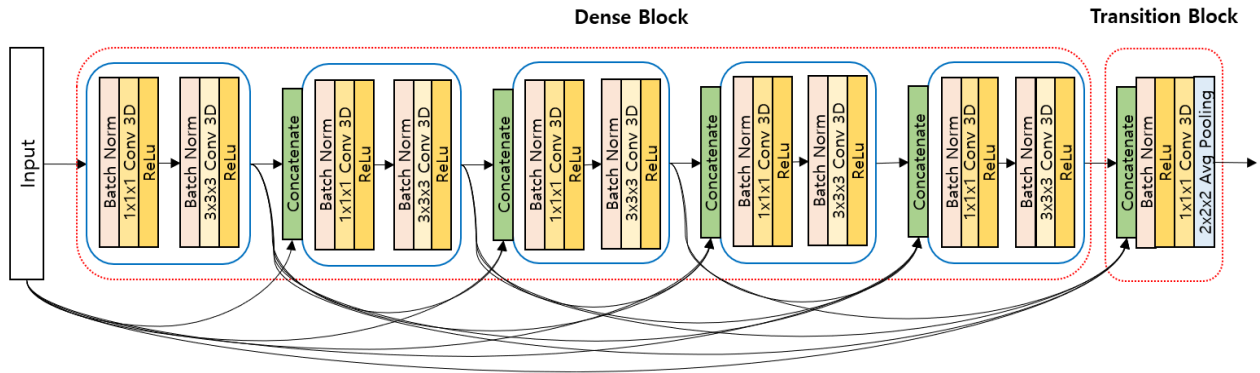 Dense Block
Transition Block
Input
Batch Norm
1x1x1 Conv 3D
ReLu
Batch Norm
3x3x3 Conv 3D
ReLu
Concatenate
Batch Norm
1x1x1 Conv 3D
ReLu
Batch Norm
3x3x3 Conv 3D
ReLu
Concatenate
Batch Norm
1x1x1 Conv 3D
ReLu
Batch Norm
3x3x3 Conv 3D
ReLu
Concatenate
Batch Norm
1x1x1 Conv 3D
ReLu
Batch Norm
3x3x3 Conv 3D
ReLu
Concatenate
Batch Norm
1x1x1 Conv 3D
ReLu
Batch Norm
3x3x3 Conv 3D
ReLu
Concatenate
Batch Norm
ReLu
1x1x1 Conv 3D
2x2x2 Avg Pooling